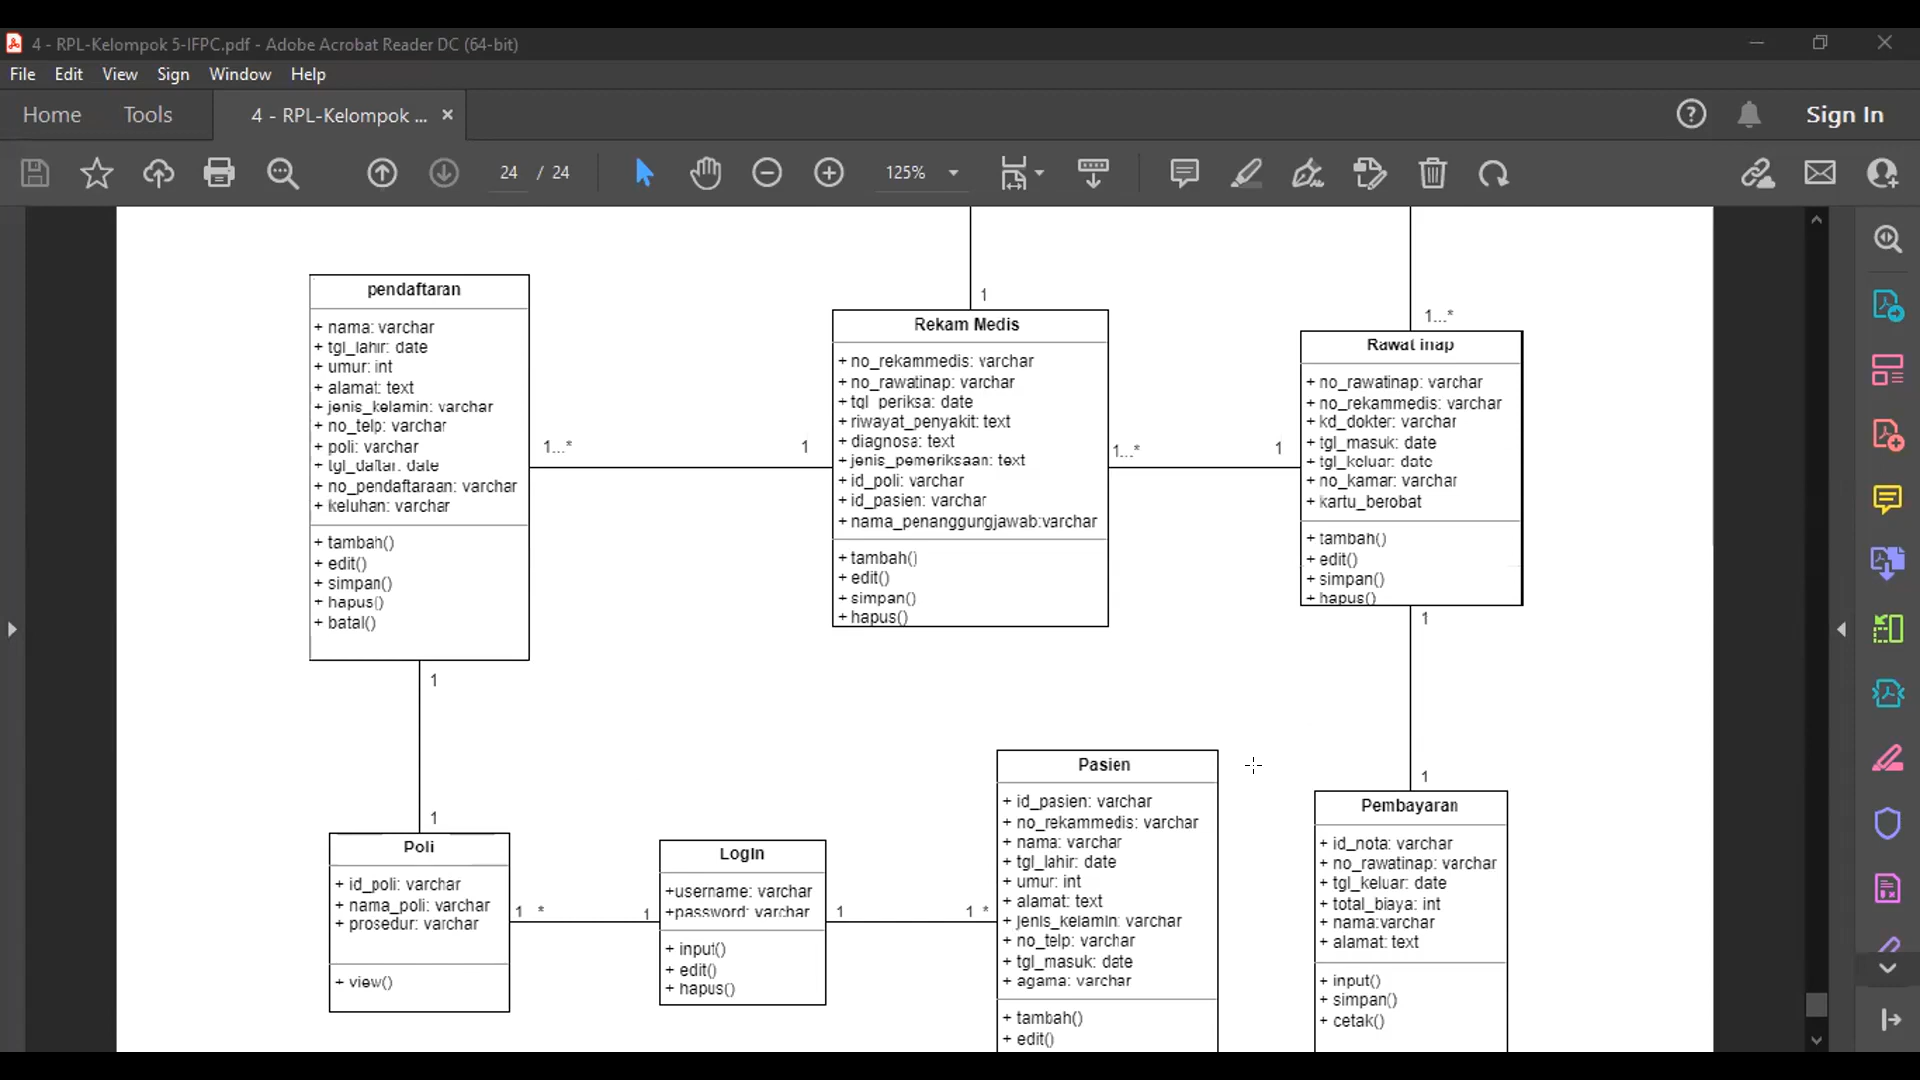 4 - RPL-Kelompok 5-IFPC.pdf - Adobe Acrobat Reader DC (64-bit)
File Edit View Sign Window Help
Home Tools 4 - RPL-Kelompok ... × Sign In
24 / 24 125%
pendaftaran
+ nama: varchar
+ tgl_lahir: date
+ umur: int
+ alamat: text
+ jenis_kelamin: varchar
+ no_telp: varchar
+ poli: varchar
+ tgl_daftar: date
+ no_pendaftaraan: varchar
+ keluhan: varchar
+ tambah()
+ edit()
+ simpan()
+ hapus()
+ batal()
1...*
1
1
Rekam Medis
+ no_rekammedis: varchar
+ no_rawatinap: varchar
+ tgl_periksa: date
+ riwayat_penyakit: text
+ diagnosa: text
+ jenis_pemeriksaan: text
+ id_poli: varchar
+ id_pasien: varchar
+ nama_penanggungjawab:varchar
+ tambah()
+ edit()
+ simpan()
+ hapus()
1...*
1
1...*
Rawat inap
+ no_rawatinap: varchar
+ no_rekammedis: varchar
+ kd_dokter: varchar
+ tgl_masuk: date
+ tgl_keluar: date
+ no_kamar: varchar
+ kartu_berobat
+ tambah()
+ edit()
+ simpan()
+ hapus()
1
1
1
1
Poli
+ id_poli: varchar
+ nama_poli: varchar
+ prosedur: varchar
+ view()
1 *
1
Login
+username: varchar
+password: varchar
+ input()
+ edit()
+ hapus()
1
1 *
Pasien
+ id_pasien: varchar
+ no_rekammedis: varchar
+ nama: varchar
+ tgl_lahir: date
+ umur: int
+ alamat: text
+ jenis_kelamin: varchar
+ no_telp: varchar
+ tgl_masuk: date
+ agama: varchar
+ tambah()
+ edit()
Pembayaran
+ id_nota: varchar
+ no_rawatinap: varchar
+ tgl_keluar: date
+ total_biaya: int
+ nama:varchar
+ alamat: text
+ input()
+ simpan()
+ cetak()